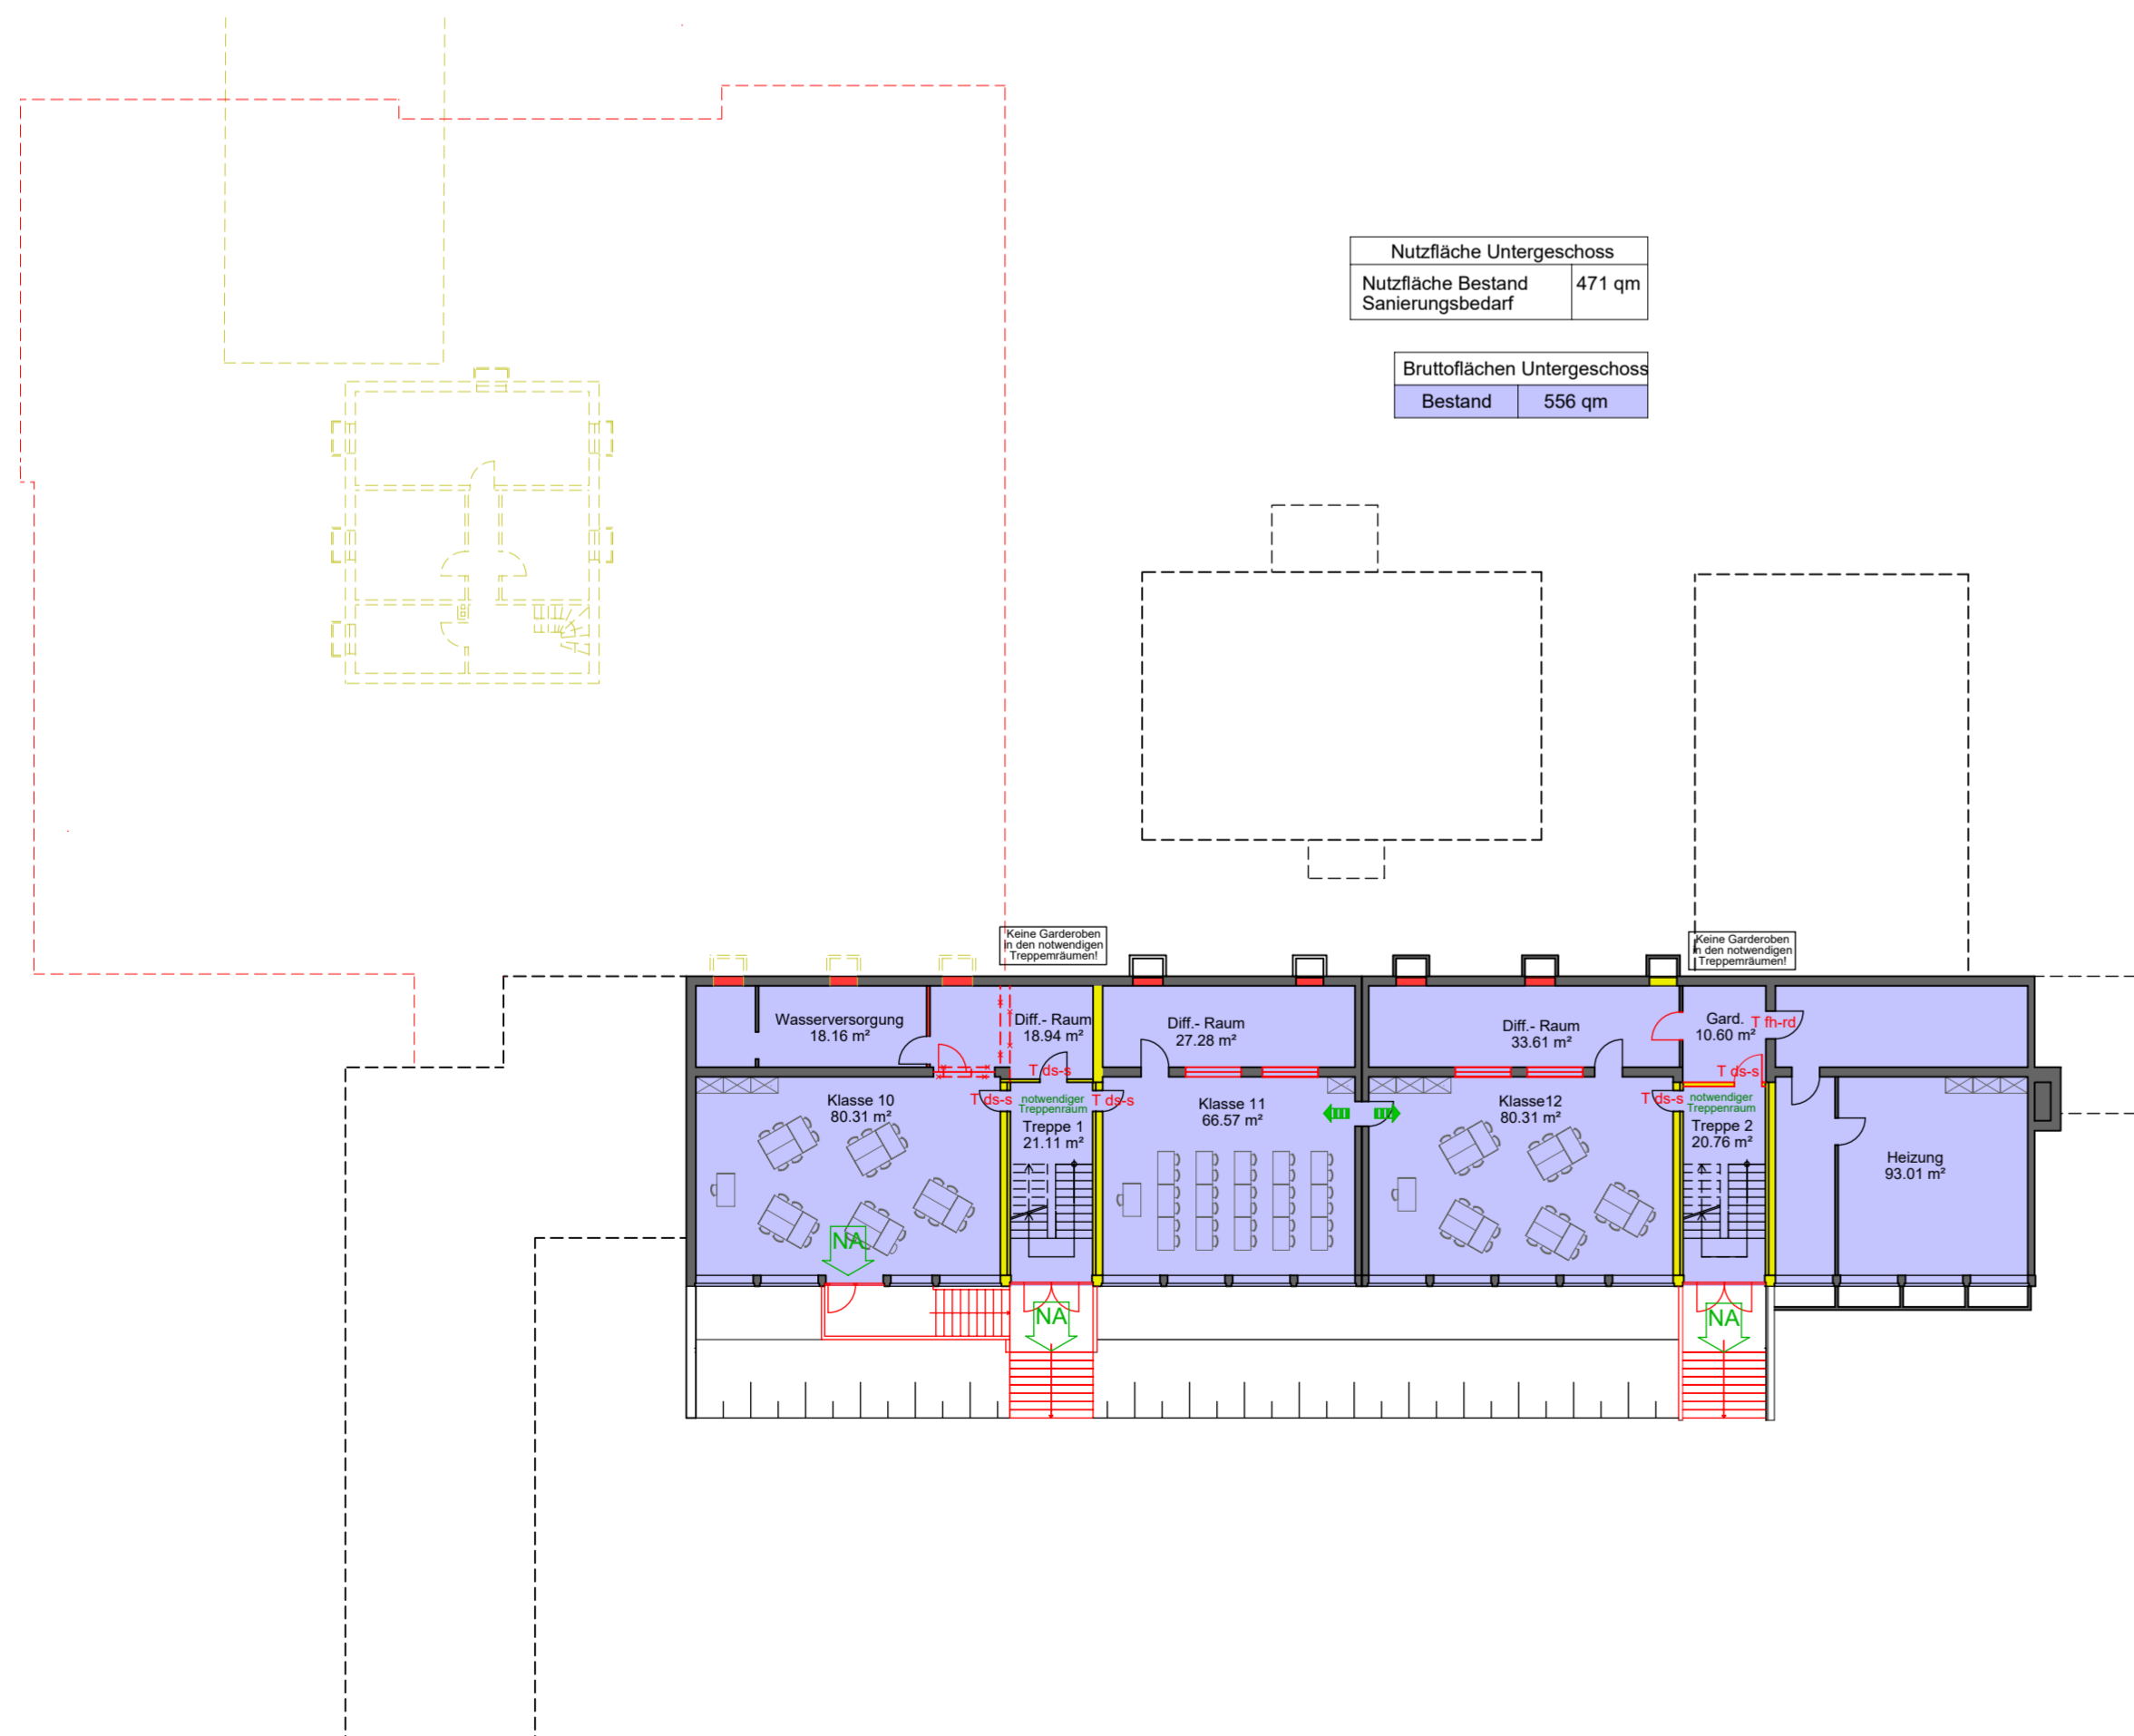 Nutzfläche Untergeschoss
Nutzfläche Bestand
Sanierungsbedarf
471 qm
Bruttoflächen Untergeschoss
Bestand
556 qm
Keine Garderoben
in den notwendigen
Treppemräumen!
Keine Garderoben
in den notwendigen
Treppemräumen!
Wasserversorgung
18.16 m²
Diff.- Raum
18.94 m²
Diff.- Raum
27.28 m²
Diff.- Raum
33.61 m²
Gard.
10.60 m²
T fh-rd
T ds-s
T ds-s
T ds-s
T ds-s
T ds-s
Klasse 10
80.31 m²
notwendiger
Treppenraum
Treppe 1
21.11 m²
Klasse 11
66.57 m²
Klasse12
80.31 m²
notwendiger
Treppenraum
Treppe 2
20.76 m²
Heizung
93.01 m²
NA
NA
NA